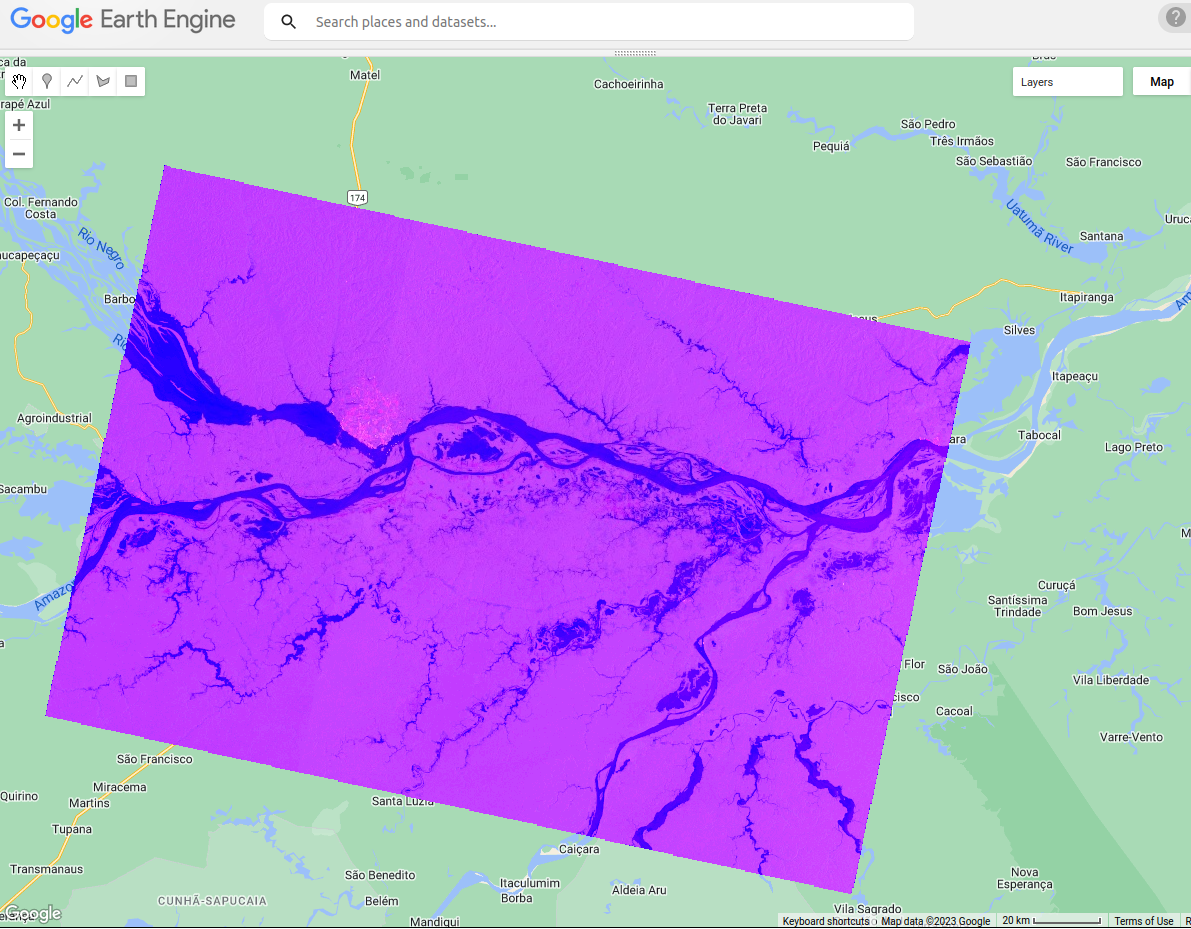 Google Earth Engine
Search places and datasets...
Layers
Map
Matel
Cachoeirinha
Terra Preta
do Javari
Pequiá
São Pedro
Três Irmãos
São Sebastião
São Francisco
ca da
rapé Azul
174
Col. Fernando
Costa
Rio Negro
Uatumã River
Santana
Uruc
ucapeçaçu
Barbo
Itapiranga
Am
Silves
Itapeaçu
Agroindustrial
ara
Tabocal
Lago Preto
Sacambu
M
Amazo
Curuçá
Santíssima
Trindade
Bom Jesus
Flor
São João
cisco
Vila Liberdade
Cacoal
Varre-Vento
São Francisco
Miracema
Quirino
Martins
Santa Luzia
Tupana
Caiçara
Transmanaus
São Benedito
Itaculumim
Borba
Aldeia Aru
Nova
Esperança
CUNHÃ-SAPUCAIA
Belém
Vila Sagrado
Google
Mandigui
Keyboard shortcuts
Map data ©2023 Google
20 km
Terms of Use
R